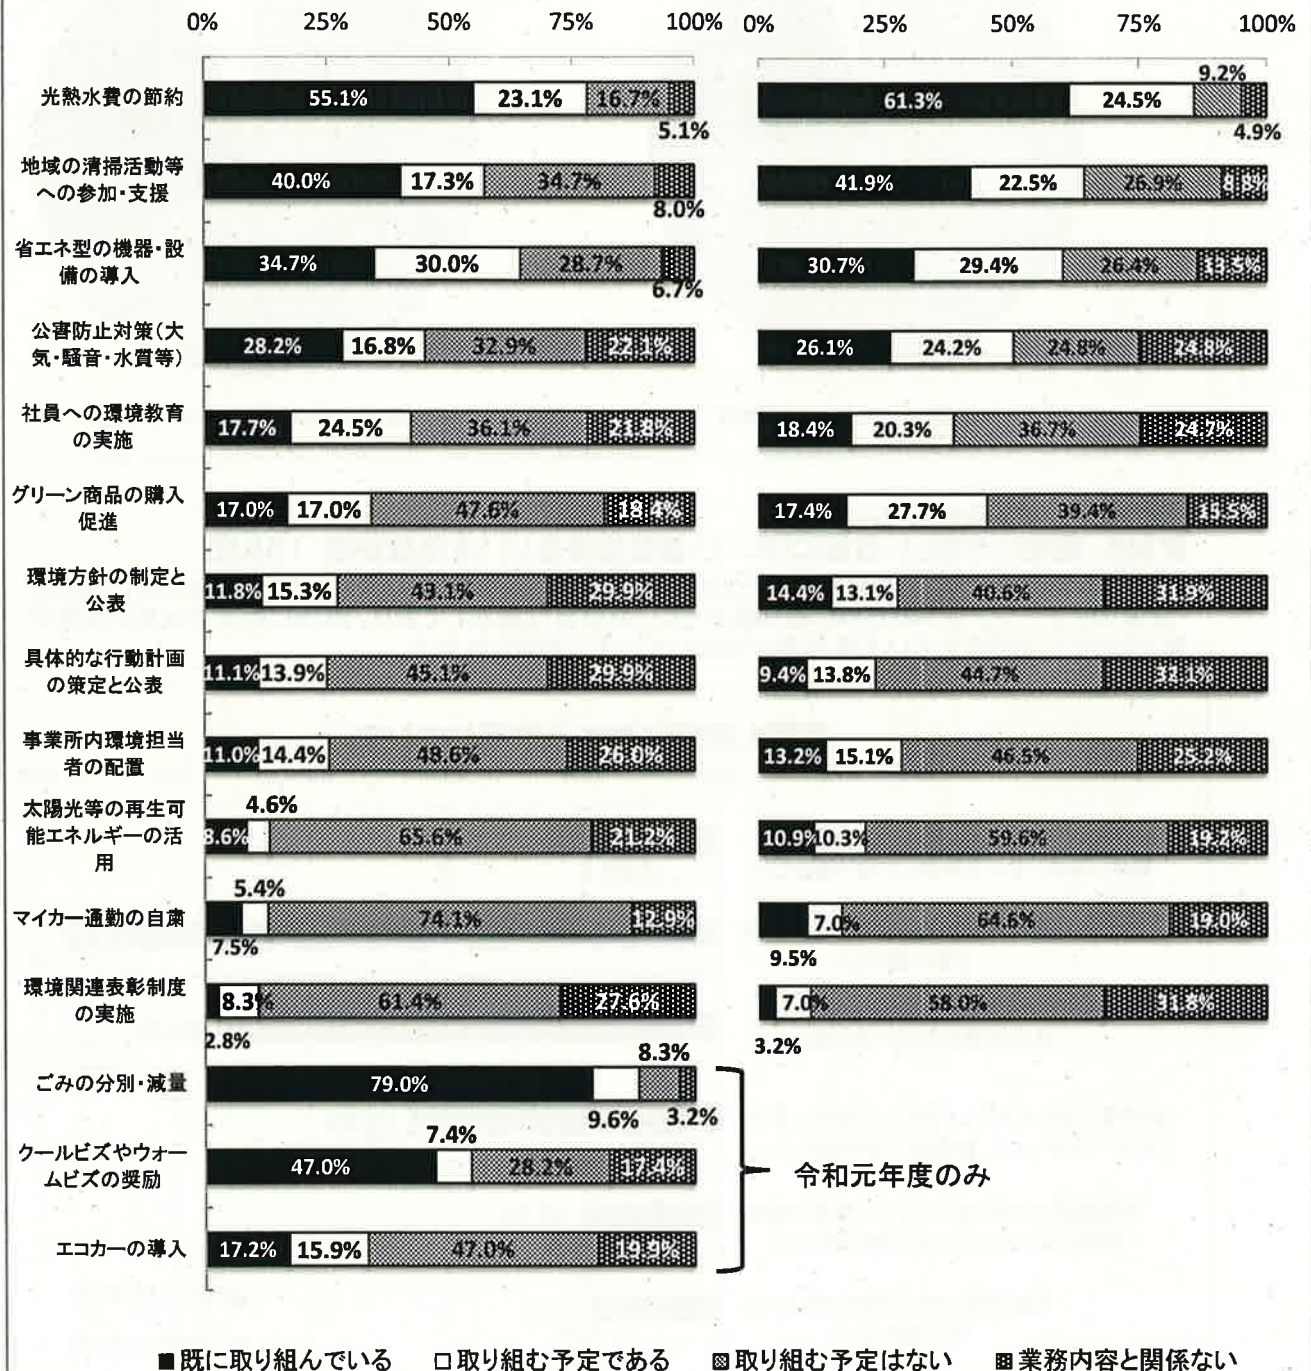 0% 25% 50% 75% 100% 0% 25% 50% 75% 100%
光熱水費の節約 55.1% 23.1% 16.7% 5.1% 61.3% 24.5% 9.2% 4.9%
地域の清掃活動等
への参加・支援 40.0% 17.3% 34.7% 8.0% 41.9% 22.5% 26.9% 8.8%
省エネ型の機器・設
備の導入 34.7% 30.0% 28.7% 6.7% 30.7% 29.4% 26.4% 13.5%
公害防止対策（大
気・騒音・水質等） 28.2% 16.8% 32.9% 22.1% 26.1% 24.2% 24.8% 24.8%
社員への環境教育
の実施 17.7% 24.5% 36.1% 21.8% 18.4% 20.3% 36.7% 24.7%
グリーン商品の購入
促進 17.0% 17.0% 47.6% 18.4% 17.4% 27.7% 39.4% 15.5%
環境方針の制定と
公表 11.8% 15.3% 43.1% 29.9% 14.4% 13.1% 40.6% 31.9%
具体的な行動計画
の策定と公表 11.1% 13.9% 45.1% 29.9% 9.4% 13.8% 44.7% 32.1%
事業所内環境担当
者の配置 11.0% 14.4% 48.6% 26.0% 13.2% 15.1% 46.5% 25.2%
太陽光等の再生可
能エネルギーの活
用 8.6% 4.6% 65.6% 21.2% 10.9% 10.3% 59.6% 19.2%
マイカー通勤の自粛 7.5% 5.4% 74.1% 12.9% 9.5% 7.0% 64.6% 19.0%
環境関連表彰制度
の実施 2.8% 8.3% 61.4% 27.6% 3.2% 7.0% 58.0% 31.8%
ごみの分別・減量 79.0% 9.6% 8.3% 3.2%
クールビズやウォー
ムビズの奨励 47.0% 7.4% 28.2% 17.4%
令和元年度のみ
エコカーの導入 17.2% 15.9% 47.0% 19.9%
既に取り組んでいる 取り組む予定である 取り組む予定はない 業務内容と関係ない